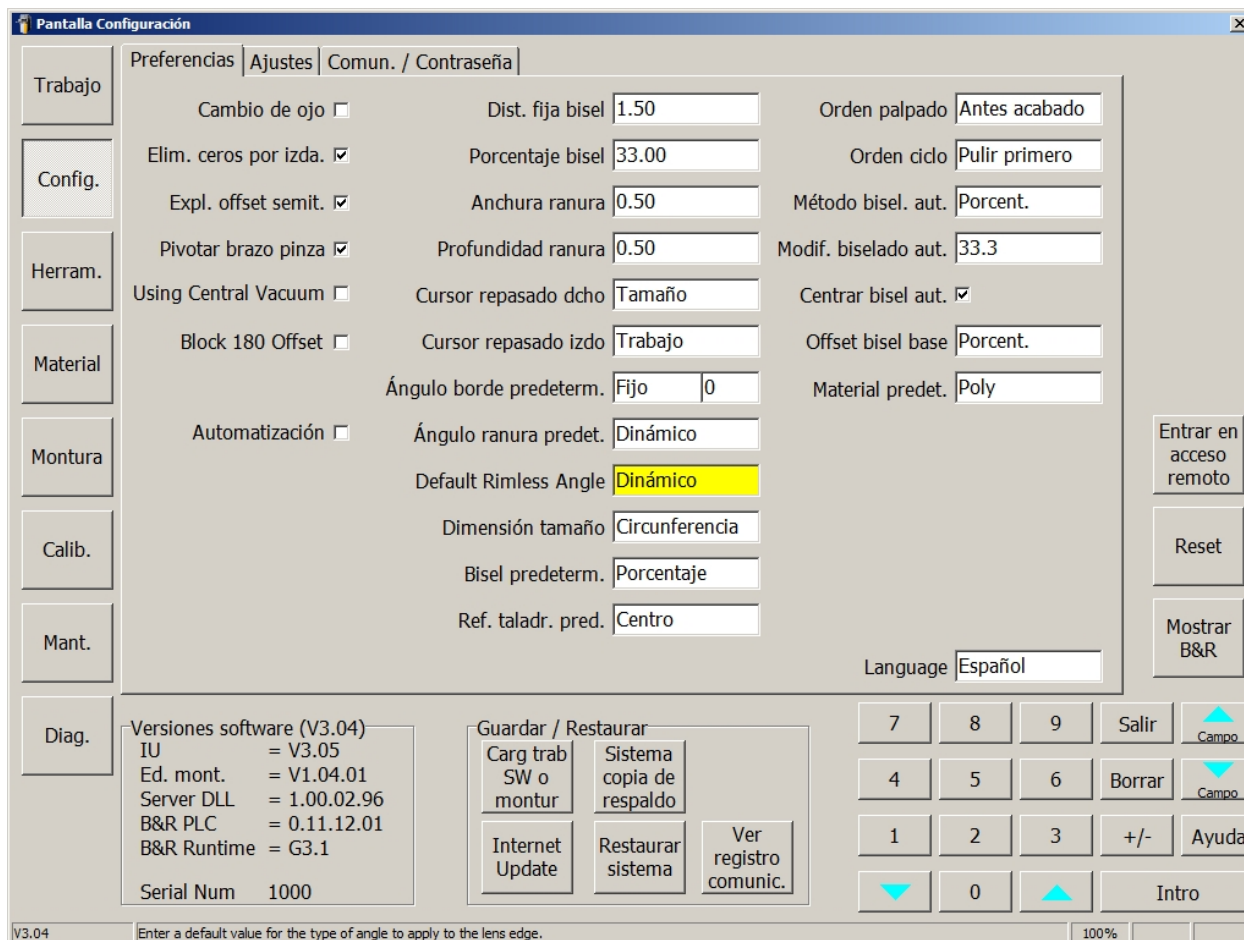 Pantalla Configuración
Trabajo
Config.
Herram.
Material
Montura
Calib.
Mant.
Diag.
Preferencias
Ajustes
Comun. / Contraseña
Cambio de ojo
Elim. ceros por izda.
Expl. offset semit.
Pivotar brazo pinza
Using Central Vacuum
Block 180 Offset
Automatización
Dist. fija bisel 1.50
Porcentaje bisel 33.00
Anchura ranura 0.50
Profundidad ranura 0.50
Cursor repasado dcho Tamaño
Cursor repasado izdo Trabajo
Ángulo borde predeterm. Fijo 0
Ángulo ranura predet. Dinámico
Default Rimless Angle Dinámico
Dimensión tamaño Circunferencia
Bisel predeterm. Porcentaje
Ref. taladr. pred. Centro
Orden palpado Antes acabado
Orden ciclo Pulir primero
Método bisel. aut. Porcent.
Modif. biselado aut. 33.3
Centrar bisel aut.
Offset bisel base Porcent.
Material predet. Poly
Language Español
Entrar en
acceso
remoto
Reset
Mostrar
B&R
Versiones software (V3.04)
IU = V3.05
Ed. mont. = V1.04.01
Server DLL = 1.00.02.96
B&R PLC = 0.11.12.01
B&R Runtime = G3.1
Serial Num 1000
Guardar / Restaurar
Carg trab
SW o
montur
Sistema
copia de
respaldo
Internet
Update
Restaurar
sistema
Ver
registro
comunic.
7 8 9 Salir Campo
4 5 6 Borrar Campo
1 2 3 +/- Ayuda
0 Intro
V3.04 Enter a default value for the type of angle to apply to the lens edge. 100%